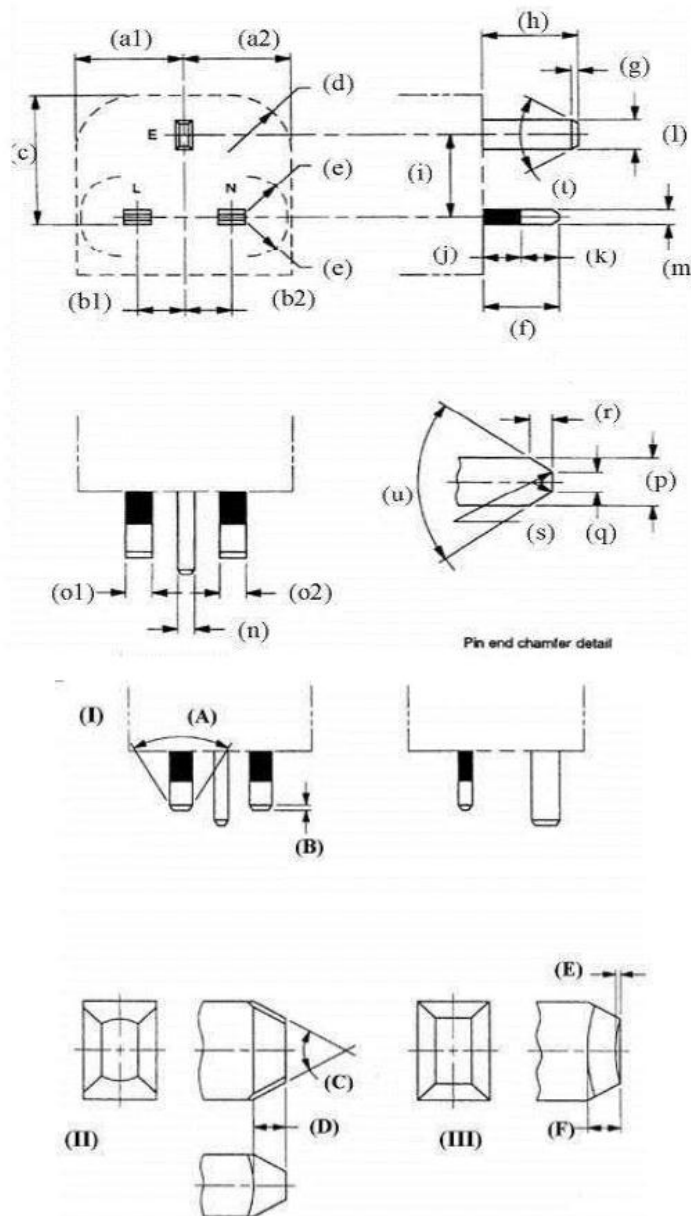 (a1) (a2) (h)
(g)
(d)
(c) E (l)
(e) (i) (t)
L N
(e) (j) (k) (m
(b1) (b2) (f)
(r)
(u) (p)
(s) (q)
(o1) (o2)
(n)
Pin end chamfer detail
(I) (A)
(B)
(E)
(C)
(D) (F)
(II) (III)